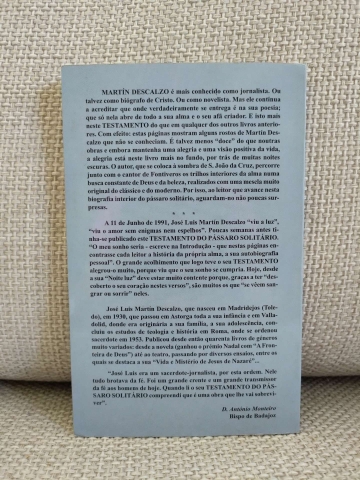 MARTÍN DESCALZO é mais conhecido como jornalista. Ou
talvez como biógrafo de Cristo. Ou como novelista. Mas ele continua
a acreditar que onde verdadeiramente se entrega é na sua poesia;
que só nela abre de toda a sua alma e o seu afã criador. E isto mais
neste TESTAMENTO do que em qualquer dos outros livros anterio-
res. Com efeito: estas páginas mostram alguns rostos de Martín Des-
calzo que não se conheciam. É talvez menos "doce" do que noutras
obras e embora mantenha uma alegria e uma visão positiva da vida,
a alegria está neste livro mais no fundo, por trás de muitas noites
escuras. O autor, que se coloca à sombra de S. João da Cruz, percorre
junto com o cantor de Fontiveros os trilhos interiores da alma numa
busca constante de Deus e da beleza, realizados com uma mescla muito
original do clássico e do moderno. Por isso, ao leitor que avance nesta
biografia interior do pássaro solitário, aguardam-no não poucas sur-
presas.
* * *
A 11 de Junho de 1991, José Luis Martín Descalzo "viu a luz",
"viu o amor sem enigmas nem espelhos". Poucas semanas antes ti-
nha-se publicado este TESTAMENTO DO PÁSSARO SOLITÁRIO.
"O meu sonho seria - escreve na Introdução - que nestas páginas en-
contrasse cada leitor a história da própria alma, a sua autobiografia
pessoal". O grande acolhimento que logo teve o seu TESTAMENTO
alegrou-o muito, porque viu que o seu sonho se cumpria. Hoje, desde
a sua "Noite luz" deve estar muito contente porque, graças a ter "des-
coberto o seu coração nestes versos", são muitos os que "se vêem san-
grar ou sorrir" neles.
José Luis Martín Descalzo, que nasceu em Madridejos (Tole-
do), em 1930, que passou em Astorga toda a sua infância e em Valla-
dolid, donde era originária a sua família, a sua adolescência, con-
cluiu os estudos de teologia e história em Roma, onde se ordenou
sacerdote em 1953. Publicou desde então quarenta livros de géneros
muito variados: desde a novela (ganhou o prémio Nadal com "A Fron-
teira de Deus") até ao teatro, passando por diversos ensaios, entre os
quais se destaca a sua "Vida e Mistério de Jesus de Nazaré"..
"José Luis era um sacerdote-jornalista, por esta ordem. Nele
tudo brotava da fé. Foi um grande crente e um grande transmissor
da fé aos homens de hoje. Quando li o seu TESTAMENTO DO PÁS-
SARO SOLITÁRIO compreendi que é uma obra que lhe vai sobrevi-
ver".
D. Antonio Montero
Bispo de Badajoz